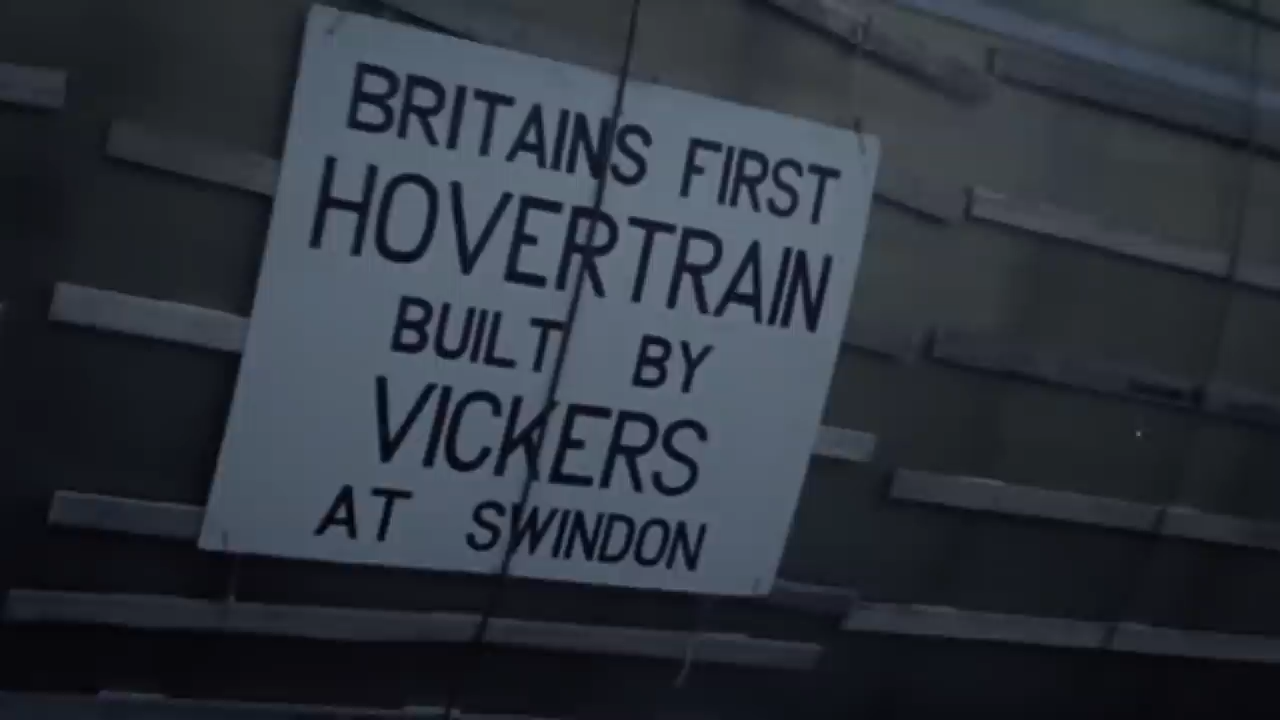 BRITAINS FIRST
HOVERTRAIN
BUILT BY
VICKERS
AT SWINDON